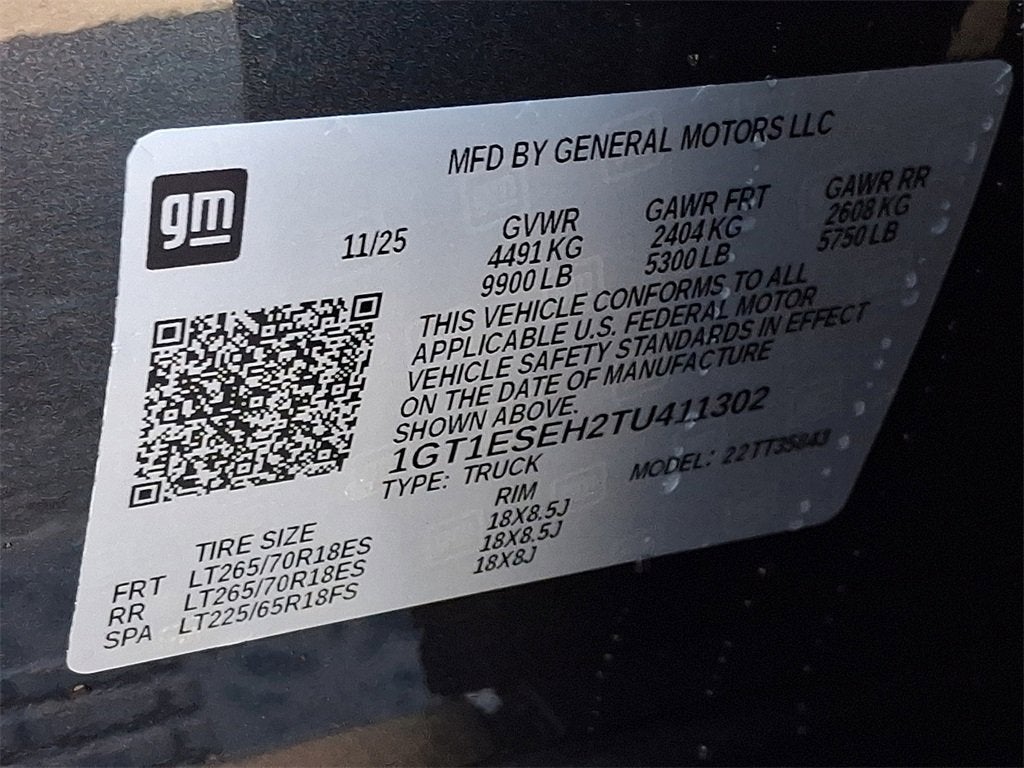 MFD BY GENERAL MOTORS LLC
gm
11/25
GVWR
4491 KG
9900 LB
GAWR FRT
2404 KG
5300 LB
GAWR RR
2608 KG
5750 LB
THIS VEHICLE CONFORMS TO ALL
APPLICABLE U.S. FEDERAL MOTOR
VEHICLE SAFETY STANDARDS IN EFFECT
ON THE DATE OF MANUFACTURE
SHOWN ABOVE.
1GT1ESEH2TU411302
TYPE: TRUCK MODEL:
TIRE SIZE RIM
FRT LT265/70R18ES 18X8.5J
RR LT265/70R18ES 18X8.5J
SPA LT225/65R18FS 18X8J